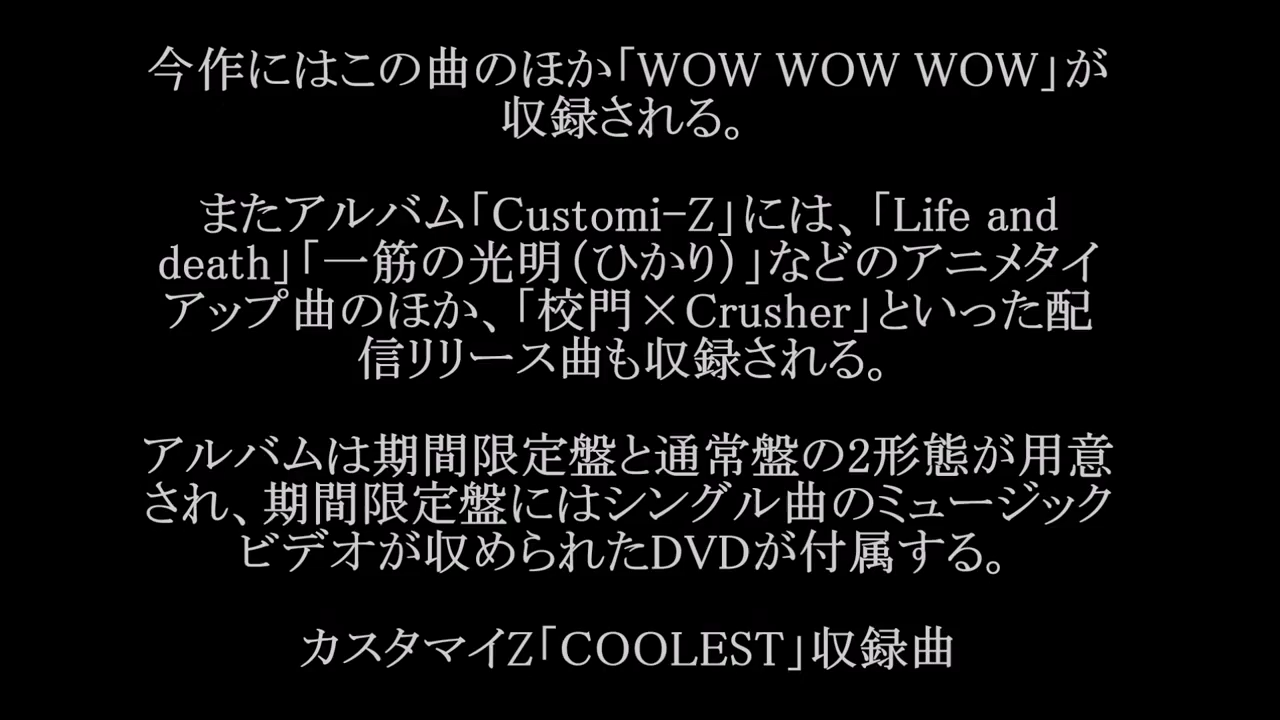 今作にはこの曲のほか「WOW WOW WOW」が
収録される。
またアルバム「Customi-Z」には、「Life and
death」「一筋の光明（ひかり）」などのアニメタイ
アップ曲のほか、「校門×Crusher」といった配
信リリース曲も収録される。
アルバムは期間限定盤と通常盤の2形態が用意
され、期間限定盤にはシングル曲のミュージック
ビデオが収められたDVDが付属する。
カスタマイZ「COOLEST」収録曲